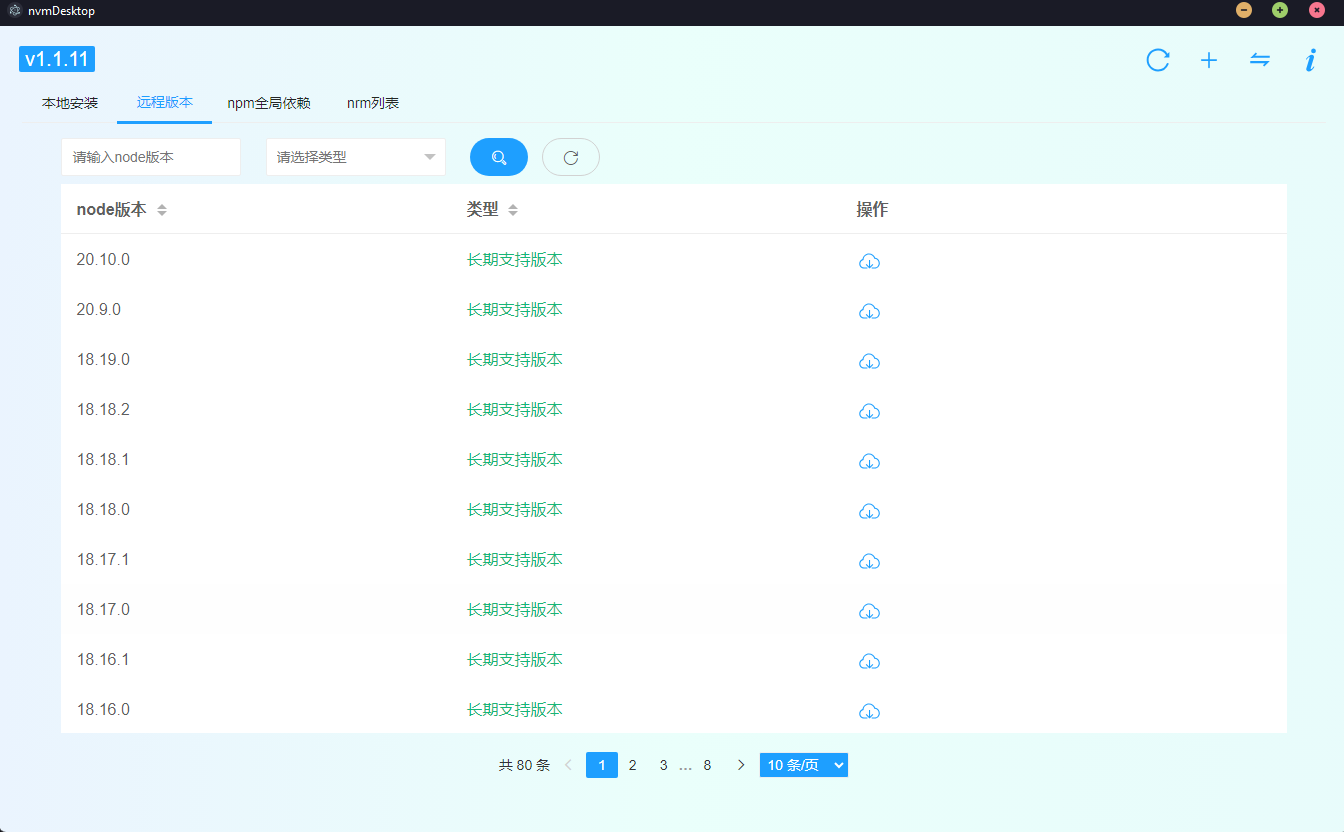 nvmDesktop
v1.1.11
本地安装 远程版本 npm全局依赖 nrm列表
请输入node版本 请选择类型
node版本 类型 操作
20.10.0 长期支持版本
20.9.0 长期支持版本
18.19.0 长期支持版本
18.18.2 长期支持版本
18.18.1 长期支持版本
18.18.0 长期支持版本
18.17.1 长期支持版本
18.17.0 长期支持版本
18.16.1 长期支持版本
18.16.0 长期支持版本
共 80 条 1 2 3 ... 8 10 条/页